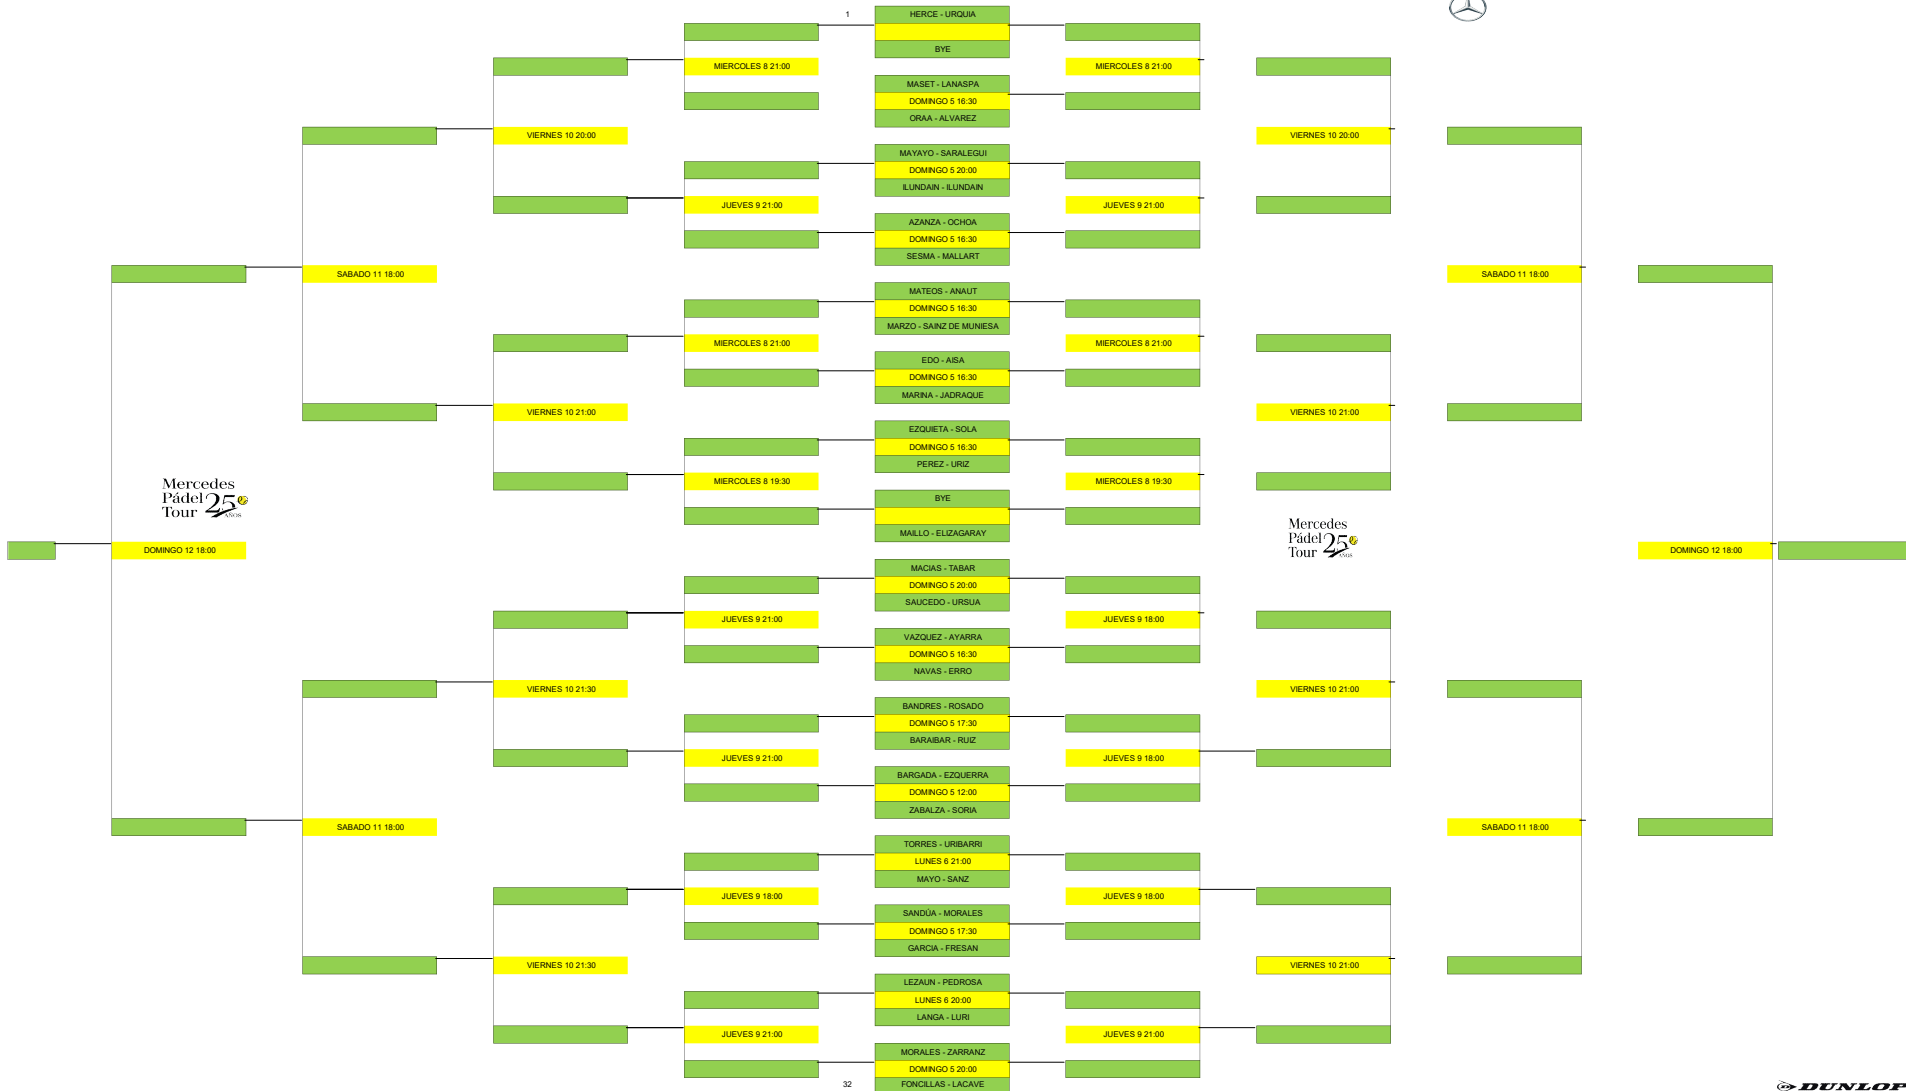 1
HERCE - URQUIA
BYE
MIERCOLES 8 21:00
MIERCOLES 8 21:00
MASET - LANASPA
DOMINGO 5 16:30
ORAA - ALVAREZ
VIERNES 10 20:00
VIERNES 10 20:00
MAYAYO - SARALEGUI
DOMINGO 5 20:00
ILUNDAIN - ILUNDAIN
JUEVES 9 21:00
JUEVES 9 21:00
AZANZA - OCHOA
DOMINGO 5 16:30
SESMA - MALLART
SABADO 11 18:00
SABADO 11 18:00
MATEOS - ANAUT
DOMINGO 5 16:30
MARZO - SAINZ DE MUNIESA
MIERCOLES 8 21:00
MIERCOLES 8 21:00
EDO - AISA
DOMINGO 5 16:30
MARINA - JADRAQUE
VIERNES 10 21:00
VIERNES 10 21:00
EZQUIETA - SOLA
DOMINGO 5 16:30
PEREZ - URIZ
MIERCOLES 8 19:30
MIERCOLES 8 19:30
BYE
MAILLO - ELIZAGARAY
Mercedes
Pádel 25
Tour AÑOS
Mercedes
Pádel 25
Tour AÑOS
DOMINGO 12 18:00
DOMINGO 12 18:00
MACIAS - TABAR
DOMINGO 5 20:00
SAUCEDO - URSUA
JUEVES 9 21:00
JUEVES 9 18:00
VAZQUEZ - AYARRA
DOMINGO 5 16:30
NAVAS - ERRO
VIERNES 10 21:30
VIERNES 10 21:00
BANDRES - ROSADO
DOMINGO 5 17:30
BARAIBAR - RUIZ
JUEVES 9 21:00
JUEVES 9 18:00
BARGADA - EZQUERRA
DOMINGO 5 12:00
ZABALZA - SORIA
SABADO 11 18:00
SABADO 11 18:00
TORRES - URIBARRI
LUNES 6 21:00
MAYO - SANZ
JUEVES 9 18:00
JUEVES 9 18:00
SANDÚA - MORALES
DOMINGO 5 17:30
GARCIA - FRESAN
VIERNES 10 21:30
VIERNES 10 21:00
LEZAUN - PEDROSA
LUNES 6 20:00
LANGA - LURI
JUEVES 9 21:00
JUEVES 9 21:00
MORALES - ZARRANZ
DOMINGO 5 20:00
32
FONCILLAS - LACAVE
DUNLOP